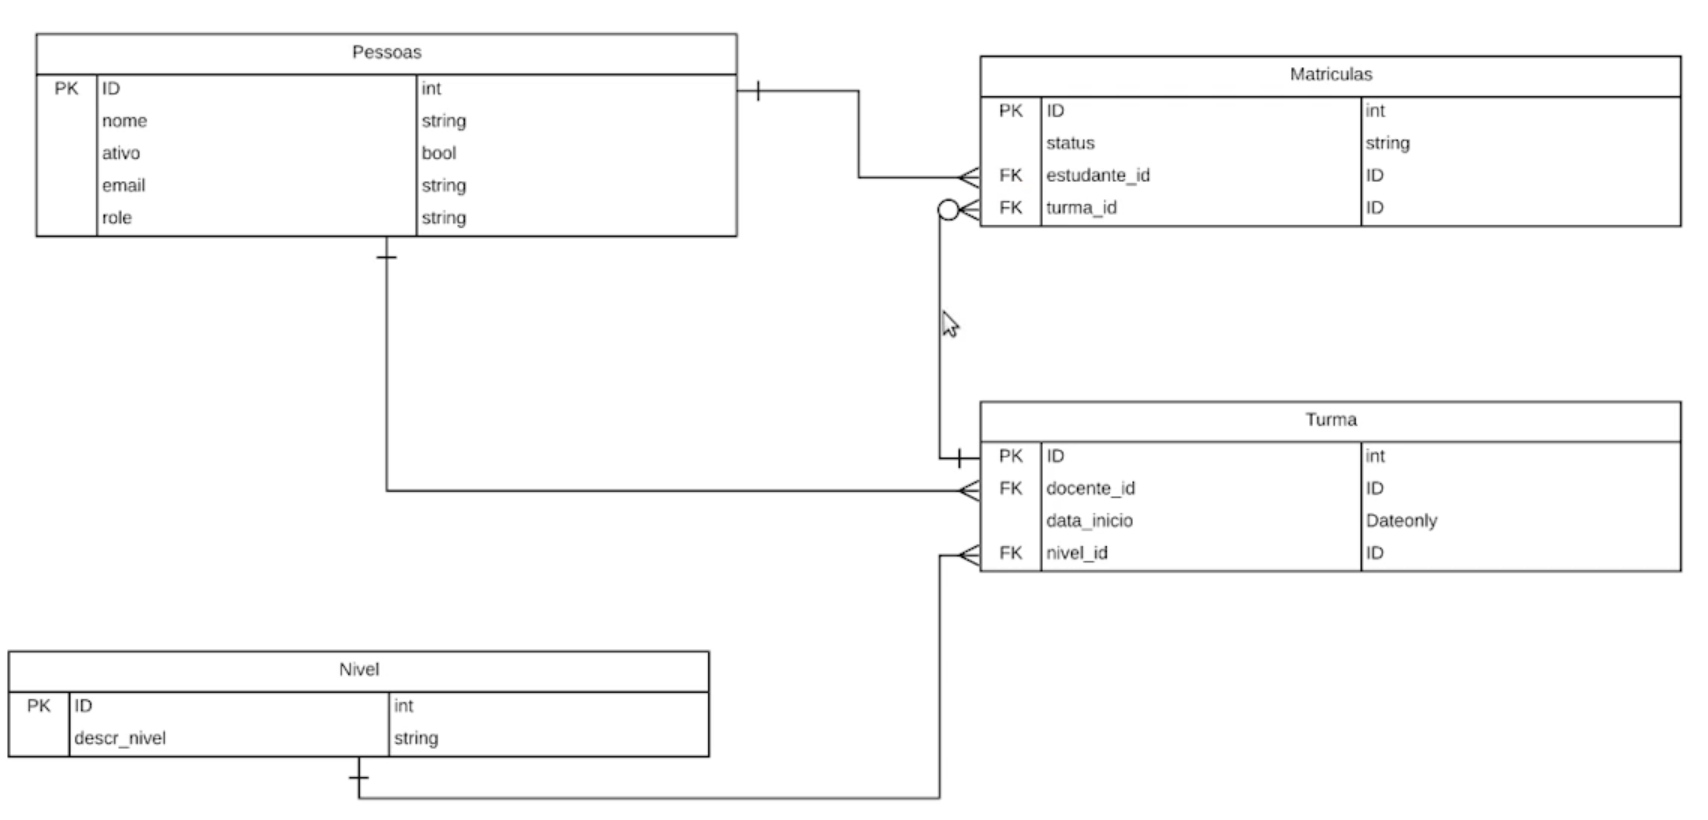 Pessoas
PK ID int
nome string
ativo bool
email string
role string
Matriculas
PK ID int
status string
FK estudante_id ID
FK turma_id ID
Turma
PK ID int
FK docente_id ID
data_inicio Dateonly
FK nivel_id ID
Nivel
PK ID int
descr_nivel string